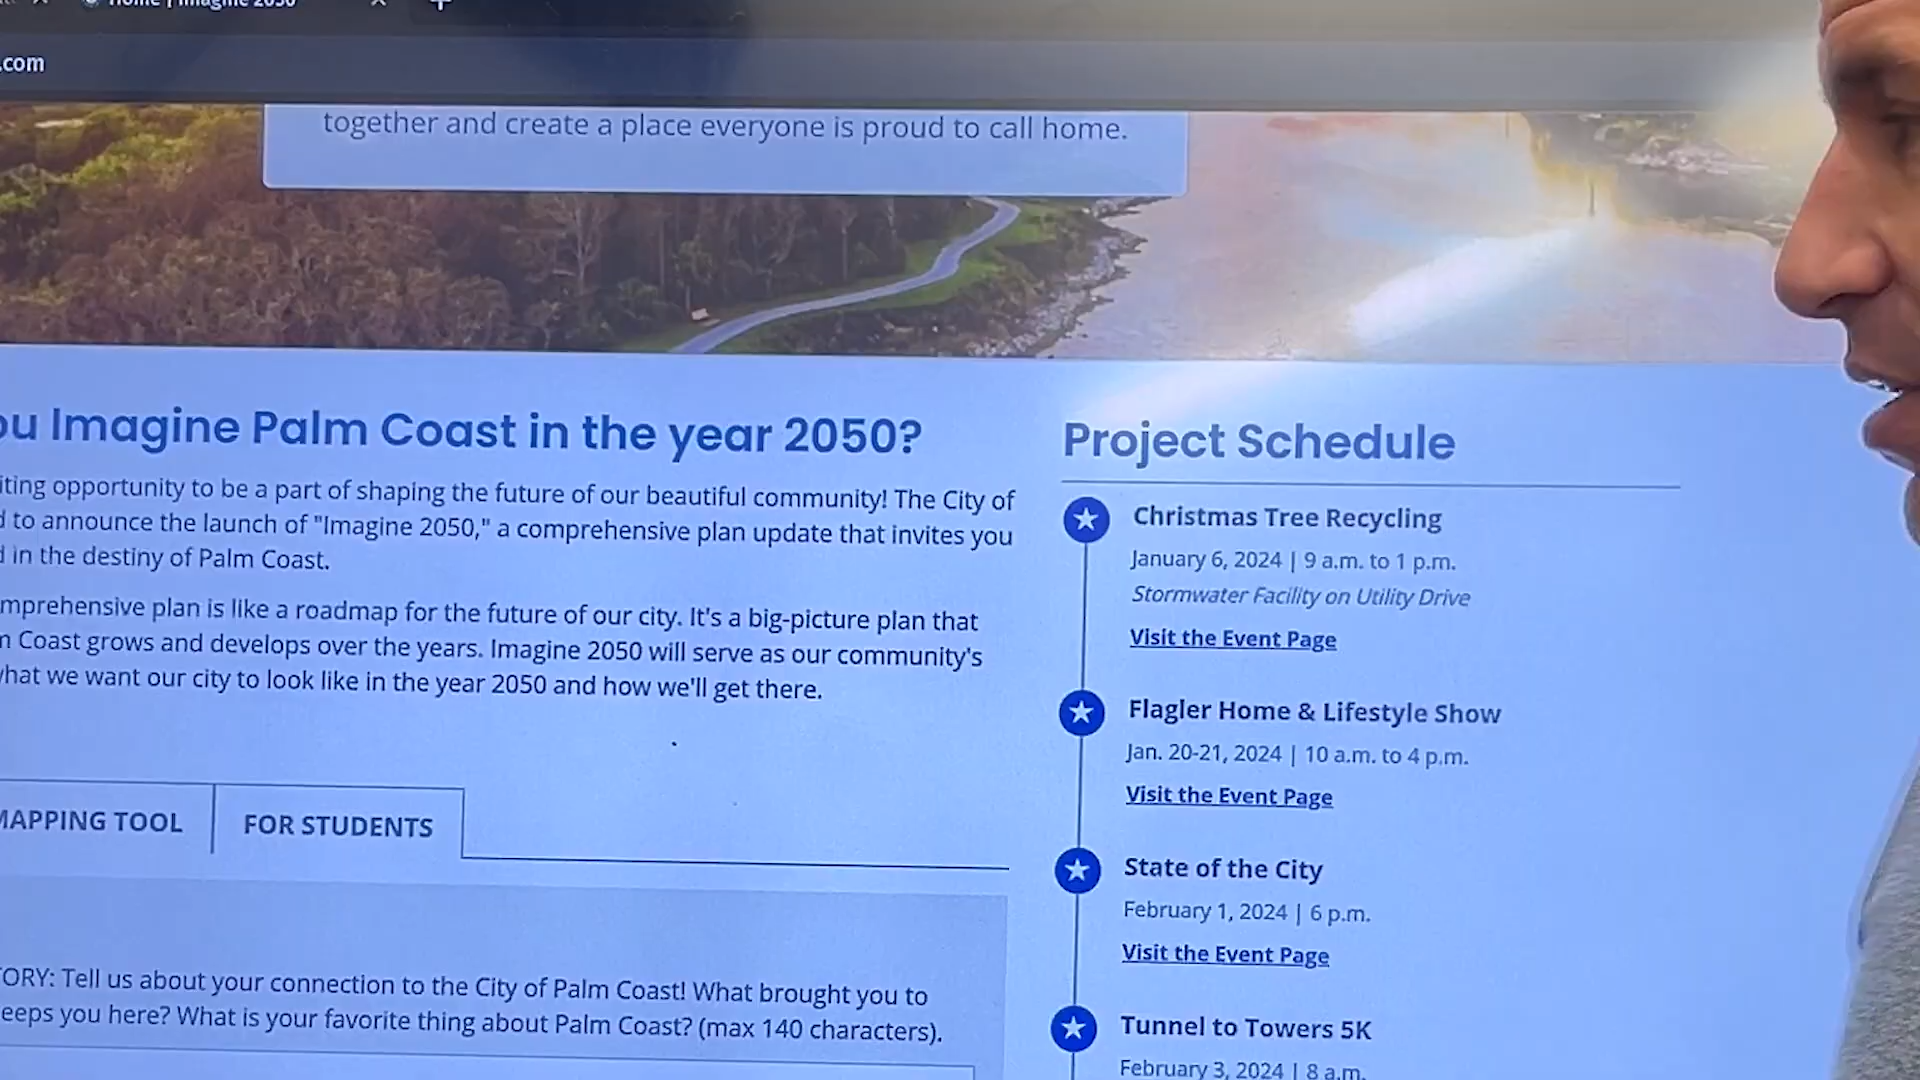 Home | Imagine 2050
.com
together and create a place everyone is proud to call home.
ou Imagine Palm Coast in the year 2050?
iting opportunity to be a part of shaping the future of our beautiful community! The City of
d to announce the launch of "Imagine 2050," a comprehensive plan update that invites you
d in the destiny of Palm Coast.
mprehensive plan is like a roadmap for the future of our city. It's a big-picture plan that
m Coast grows and develops over the years. Imagine 2050 will serve as our community's
what we want our city to look like in the year 2050 and how we'll get there.
MAPPING TOOL
FOR STUDENTS
TORY: Tell us about your connection to the City of Palm Coast! What brought you to
eeps you here? What is your favorite thing about Palm Coast? (max 140 characters).
Project Schedule
Christmas Tree Recycling
January 6, 2024 | 9 a.m. to 1 p.m.
Stormwater Facility on Utility Drive
Visit the Event Page
Flagler Home & Lifestyle Show
Jan. 20-21, 2024 | 10 a.m. to 4 p.m.
Visit the Event Page
State of the City
February 1, 2024 | 6 p.m.
Visit the Event Page
Tunnel to Towers 5K
February 3, 2024 | 8 a.m.